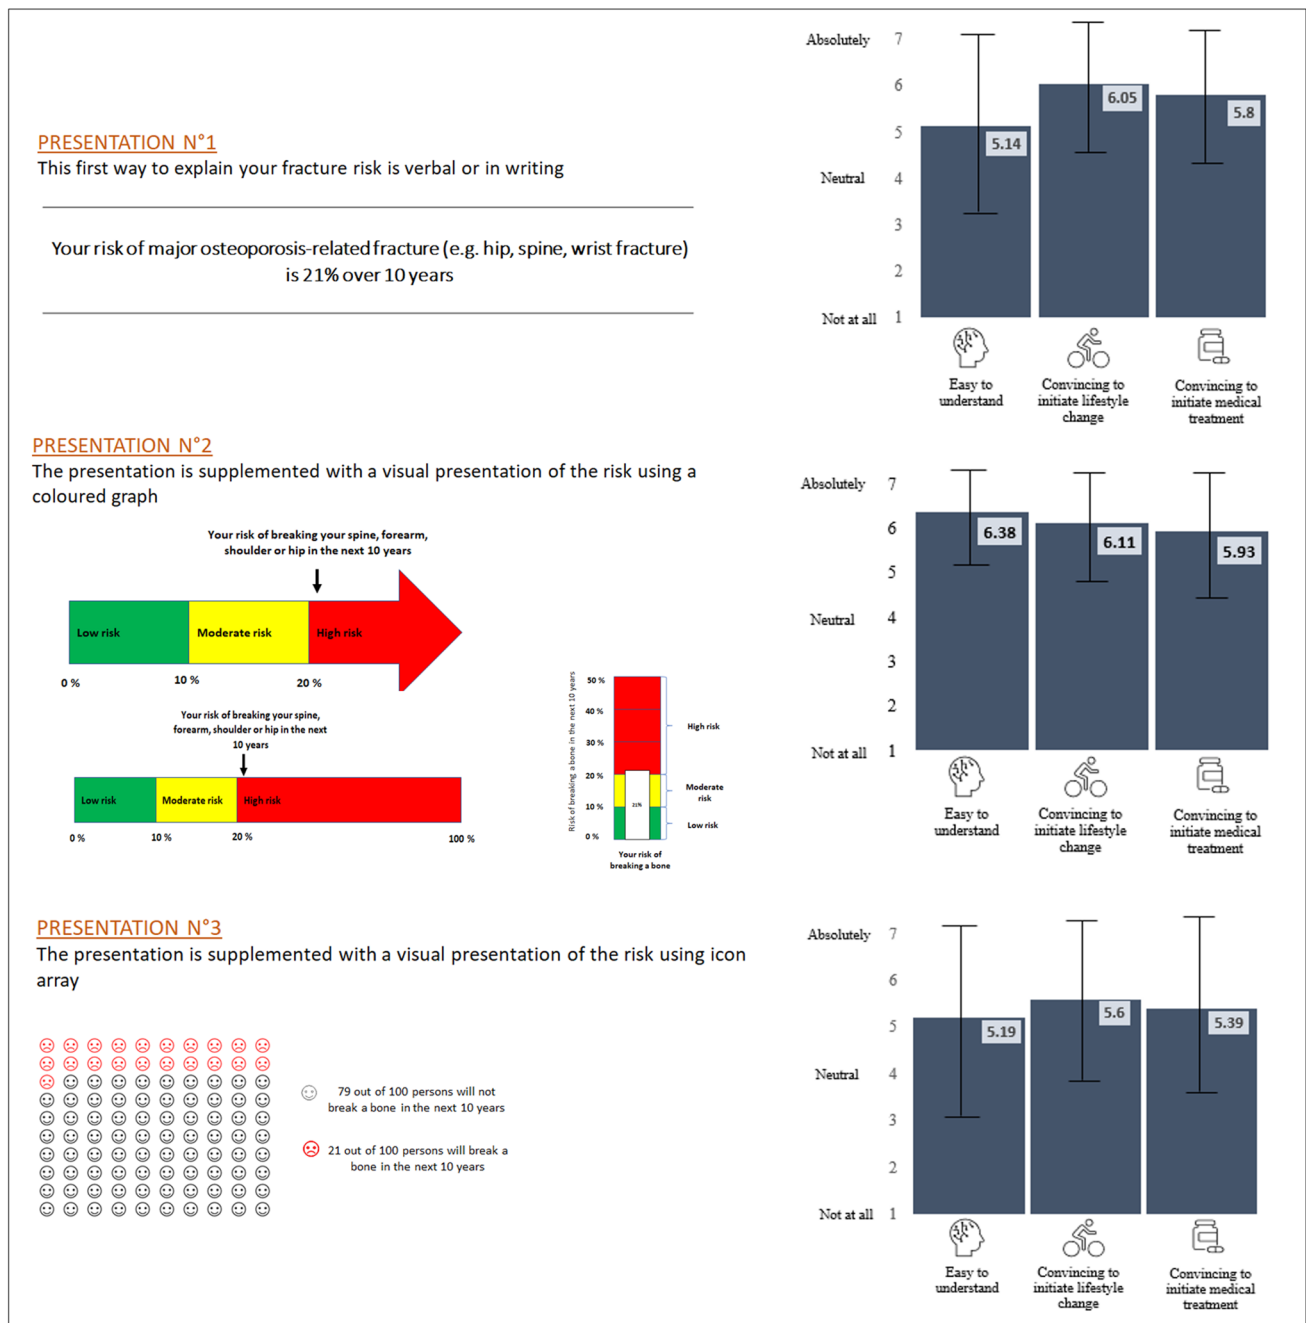 PRESENTATION N°1
This first way to explain your fracture risk is verbal or in writing
Your risk of major osteoporosis-related fracture (e.g. hip, spine, wrist fracture)
is 21% over 10 years
Absolutely 7
6
5
Neutral 4
3
2
Not at all 1
5.14
6.05
5.8
Easy to
understand
Convincing to
initiate lifestyle
change
Convincing to
initiate medical
treatment
PRESENTATION N°2
The presentation is supplemented with a visual presentation of the risk using a
coloured graph
Your risk of breaking your spine, forearm,
shoulder or hip in the next 10 years
Low risk
Moderate risk
High risk
0 %
10 %
20 %
Your risk of breaking your spine,
forearm, shoulder or hip in the next
10 years
Low risk
Moderate risk
High risk
0 %
10 %
20 %
100 %
Risk of breaking a bone in the next 10 years
50 %
40 %
30 %
20 %
10 %
0 %
21%
High risk
Moderate
risk
Low risk
Your risk of
breaking a bone
Absolutely 7
6
5
Neutral 4
3
2
Not at all 1
6.38
6.11
5.93
Easy to
understand
Convincing to
initiate lifestyle
change
Convincing to
initiate medical
treatment
PRESENTATION N°3
The presentation is supplemented with a visual presentation of the risk using icon
array
79 out of 100 persons will not
break a bone in the next 10 years
21 out of 100 persons will break a
bone in the next 10 years
Absolutely 7
6
5
Neutral 4
3
2
Not at all 1
5.19
5.6
5.39
Easy to
understand
Convincing to
initiate lifestyle
change
Convincing to
initiate medical
treatment